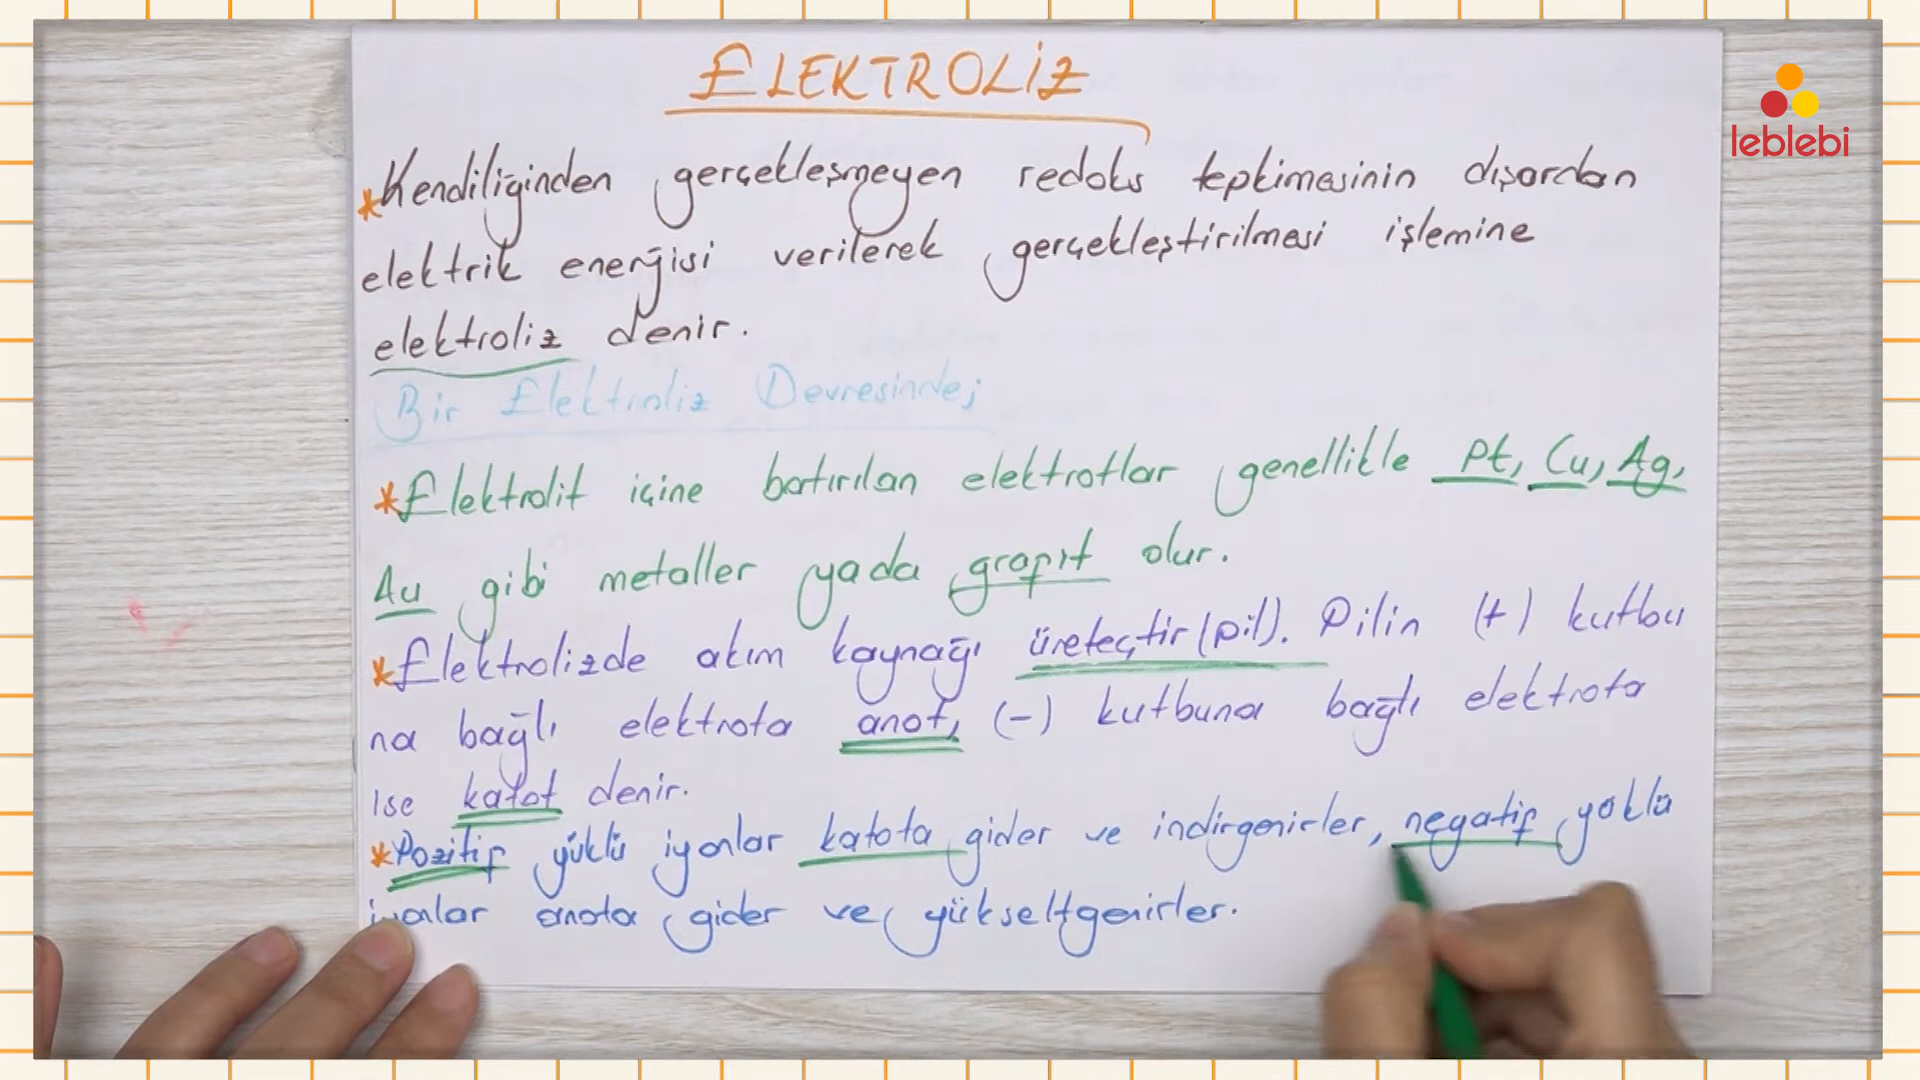 ELEKTROLİZ
leblebi
*Kendiliğinden gerçekleşmeyen redoks tepkimesinin dışardan
elektrik enerjisi verilerek gerçekleştirilmesi işlemine
elektroliz denir.
Bir Elektroliz Devresinde;
*Elektrolit içine batırılan elektrotlar genellikle Pt, Cu, Ag,
Au gibi metaller yada grafit olur.
*Elektrolizde akım kaynağı üreteçtir (pil). Pilin (+) kutbu
na bağlı elektrota anot, (-) kutbuna bağlı elektrota
ise katot denir.
*Pozitif yüklü iyonlar katota gider ve indirgenirler, negatif yüklü
iyonlar anota gider ve yükseltgenirler.